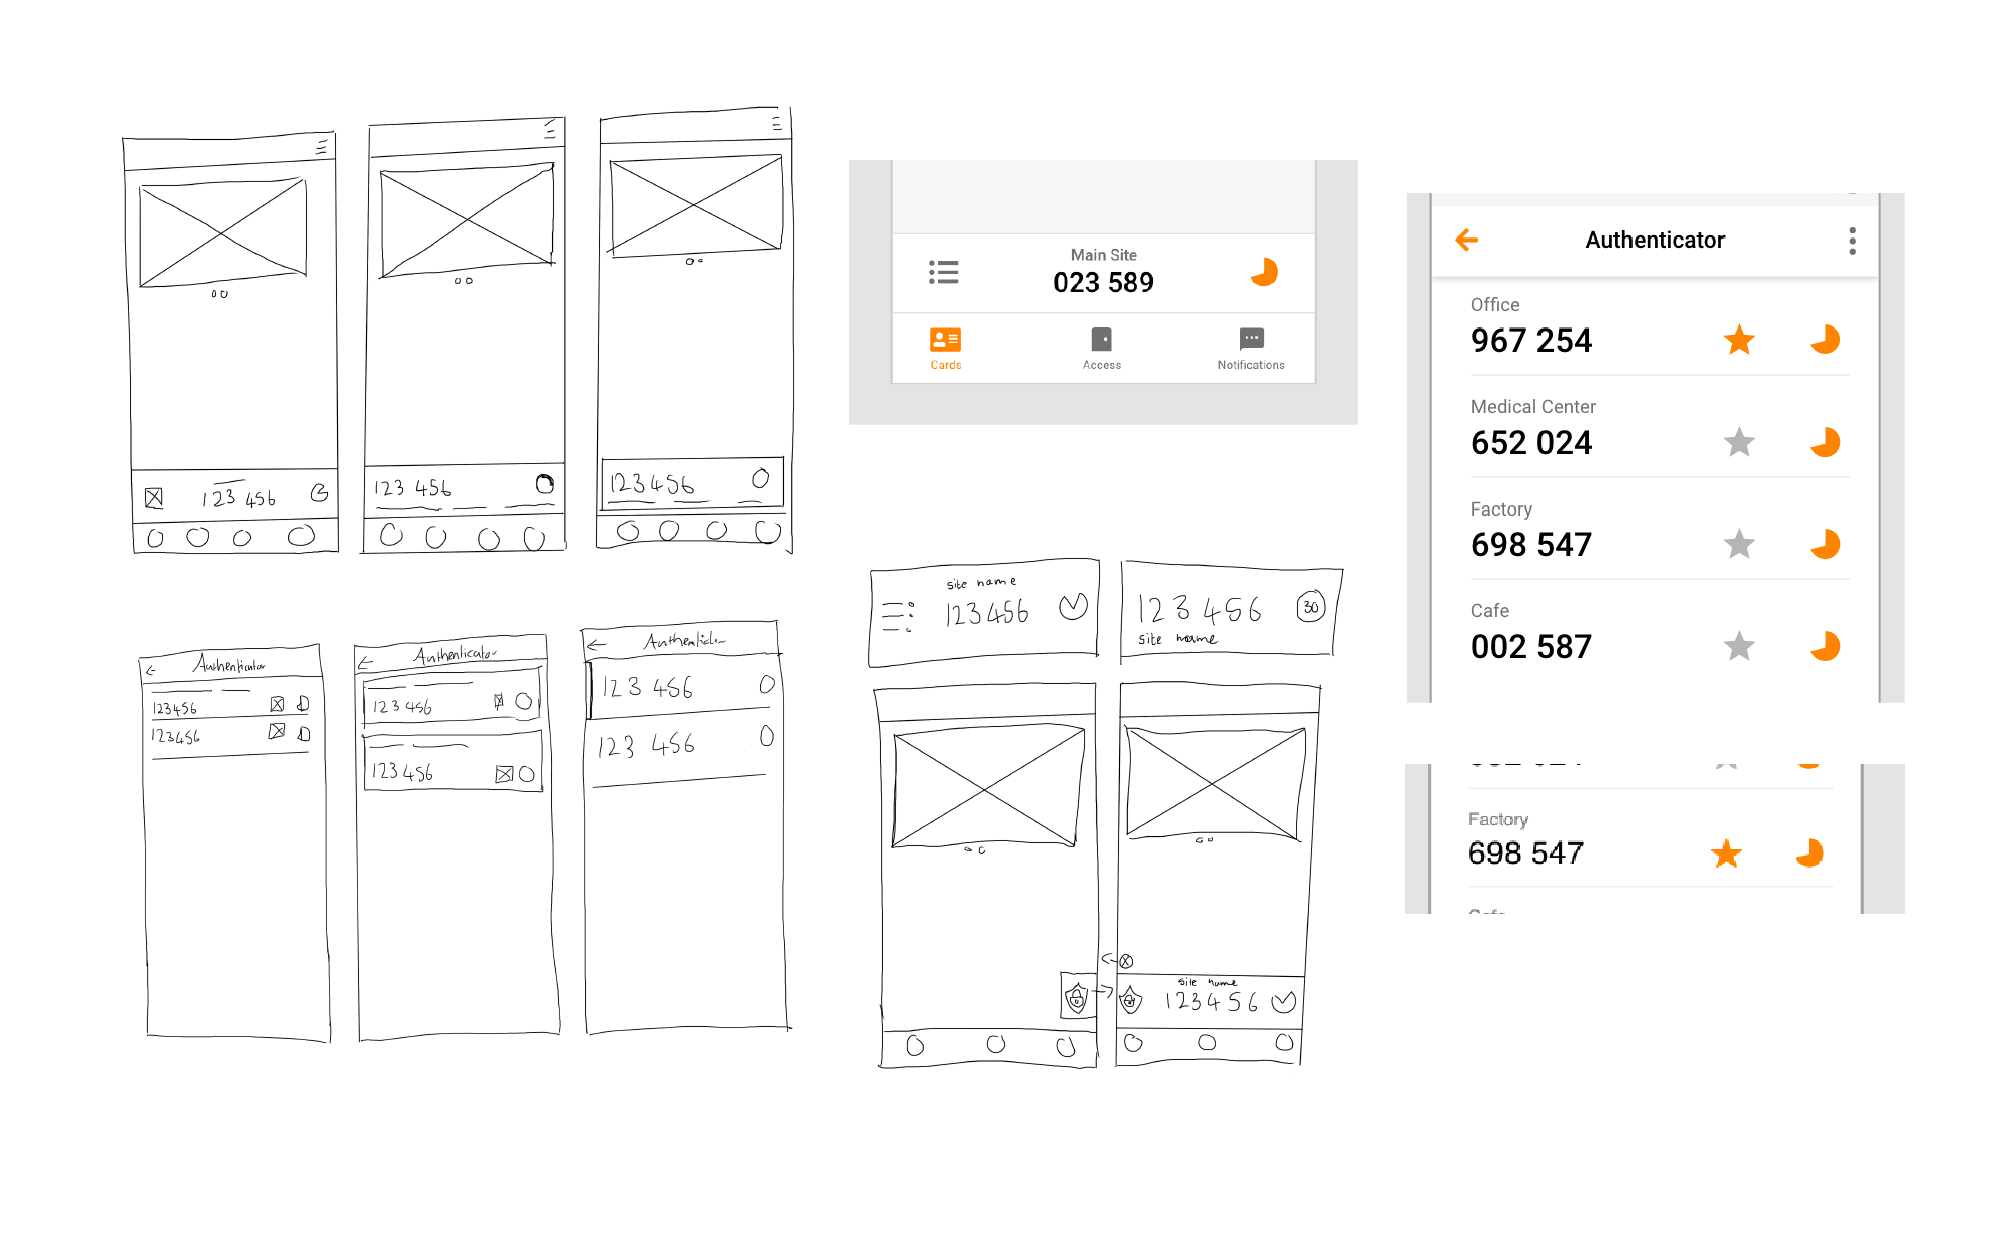 123 456
123 456
123456
Authenticator
123456
123456
Authenticator
123 456
123 456
Authenticator
123 456
123 456
Main Site
023 589
Cards
Access
Notifications
site name
123456
123456
30
site name
site name
123456
Authenticator
Office
967 254
Medical Center
652 024
Factory
698 547
Cafe
002 587
Factory
698 547